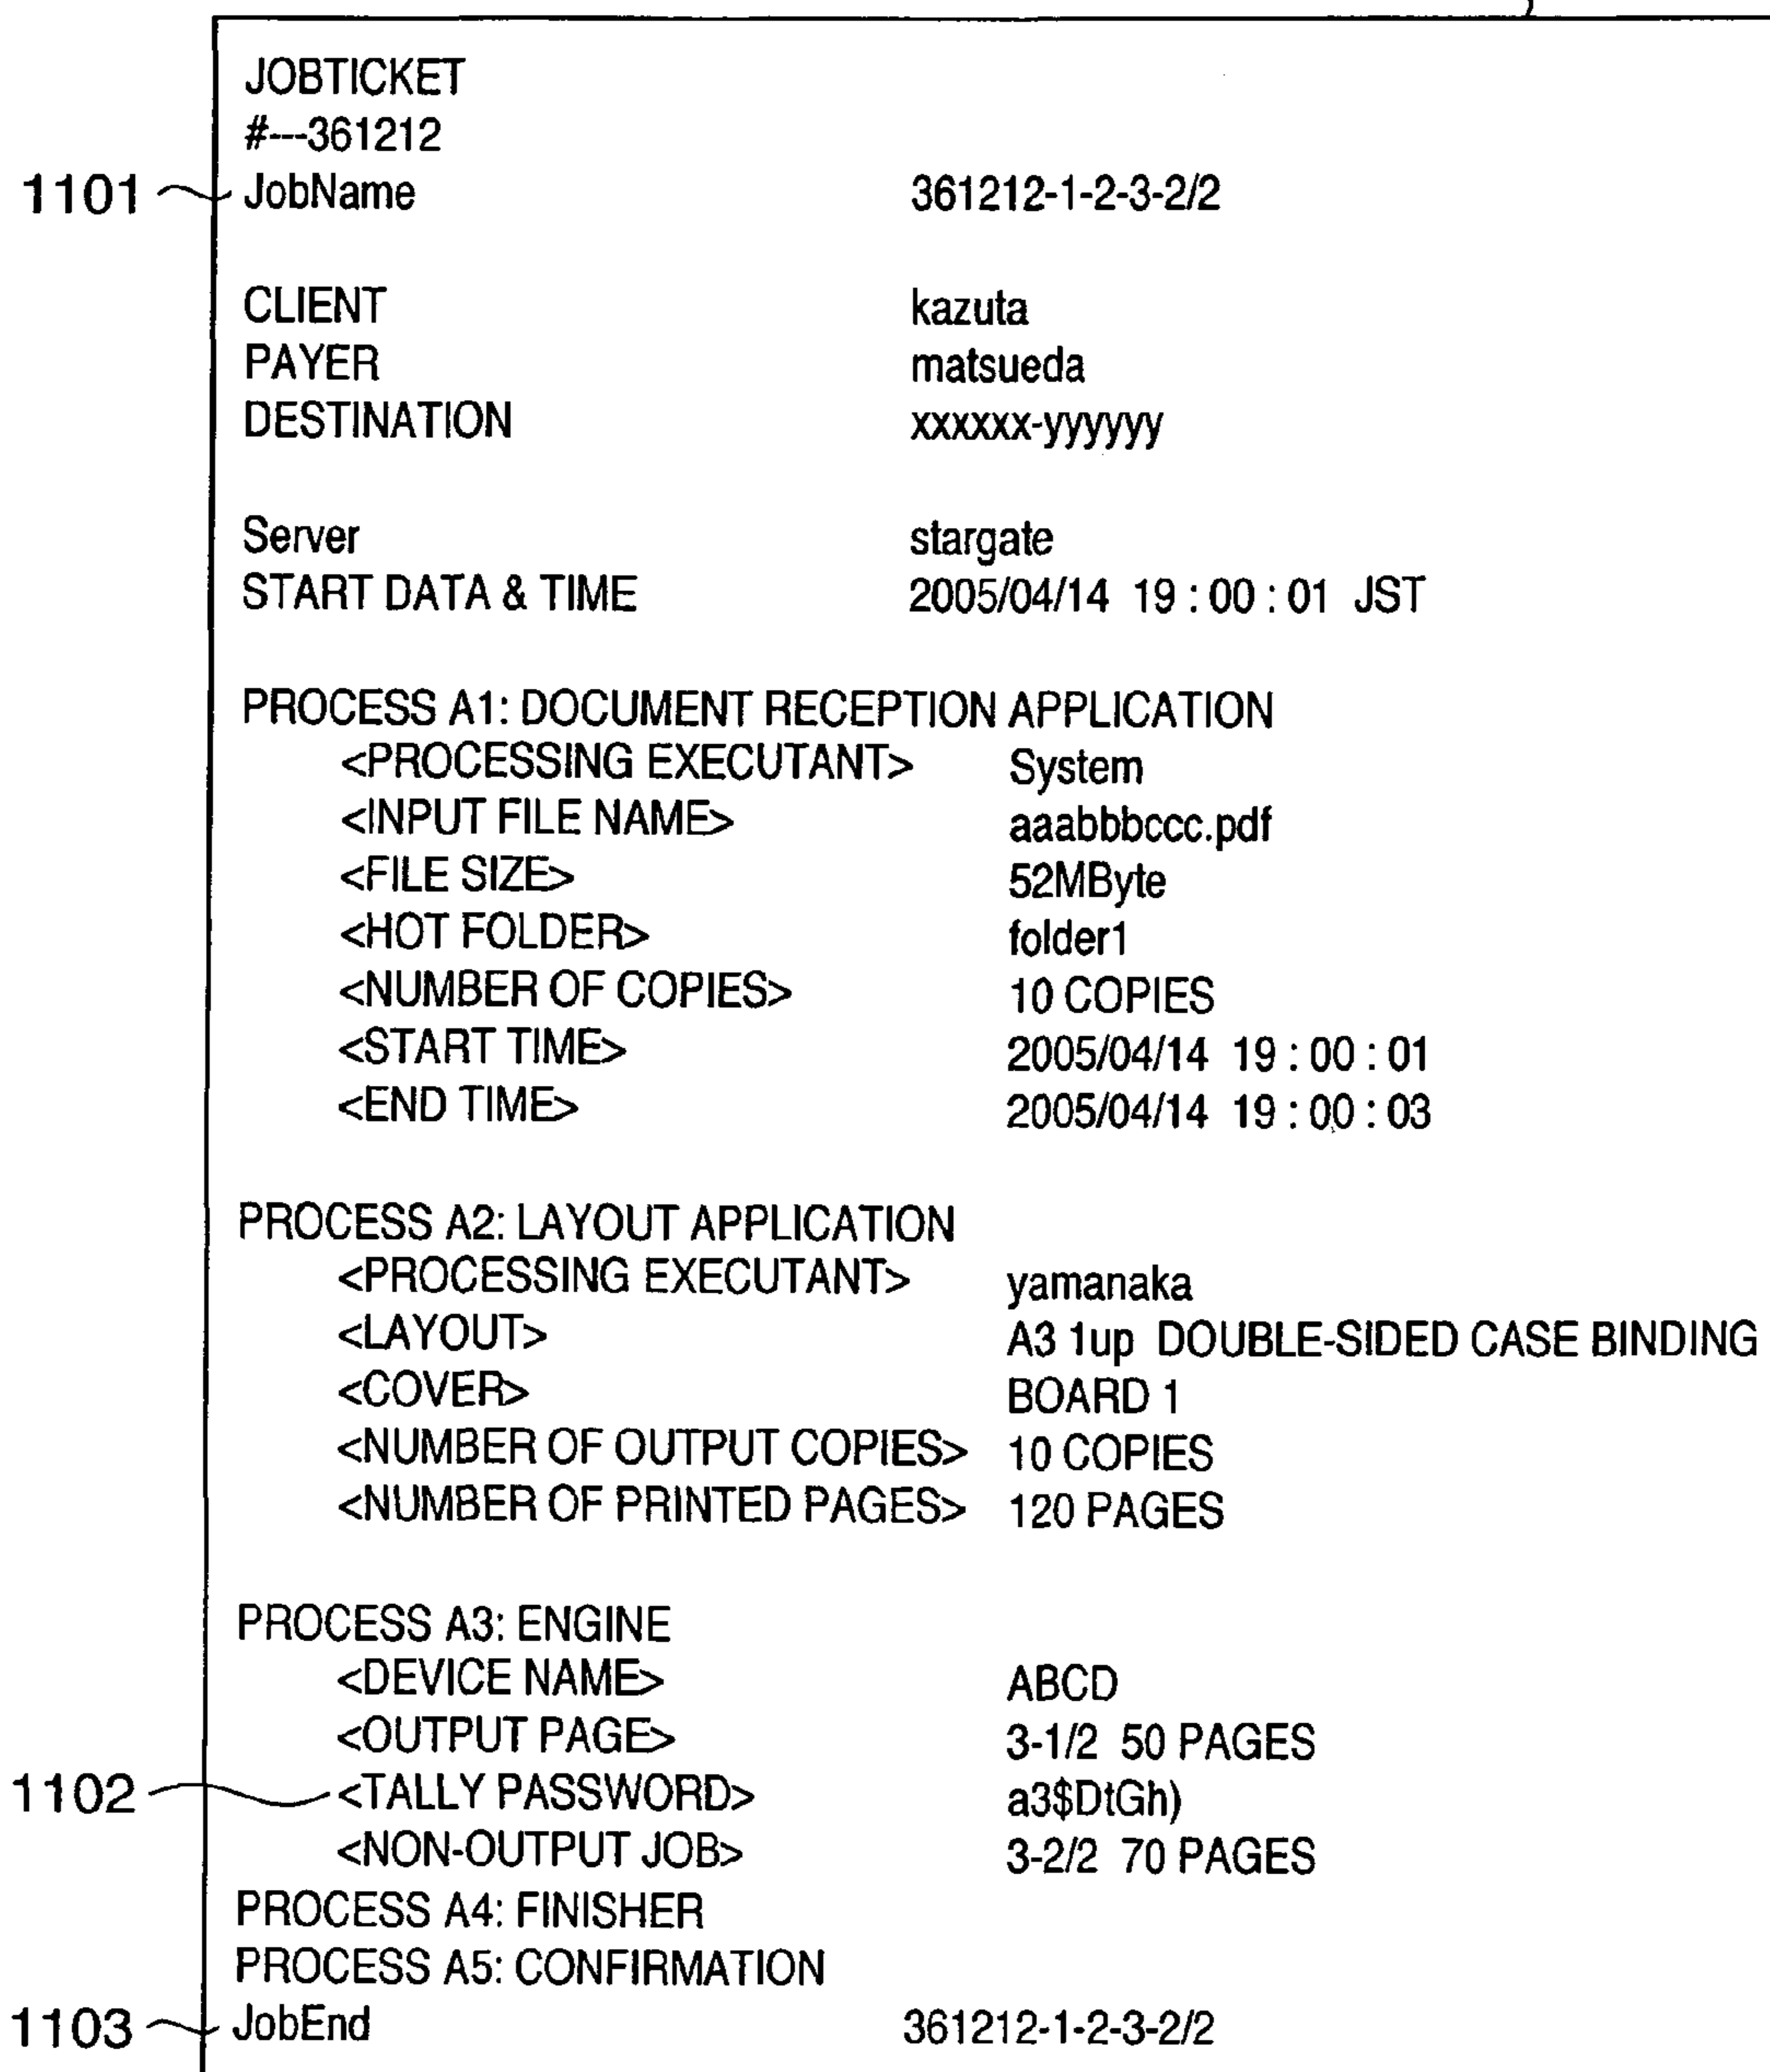 JOBTICKET
#---361212
1101 JobName 361212-1-2-3-2/2
CLIENT kazuta
PAYER matsueda
DESTINATION xxxxxx-yyyyyy
Server stargate
START DATA & TIME 2005/04/14 19 : 00 : 01 JST
PROCESS A1: DOCUMENT RECEPTION APPLICATION
<PROCESSING EXECUTANT> System
<INPUT FILE NAME> aaabbbccc.pdf
<FILE SIZE> 52MByte
<HOT FOLDER> folder1
<NUMBER OF COPIES> 10 COPIES
<START TIME> 2005/04/14 19 : 00 : 01
<END TIME> 2005/04/14 19 : 00 : 03
PROCESS A2: LAYOUT APPLICATION
<PROCESSING EXECUTANT> yamanaka
<LAYOUT> A3 1up DOUBLE-SIDED CASE BINDING
<COVER> BOARD 1
<NUMBER OF OUTPUT COPIES> 10 COPIES
<NUMBER OF PRINTED PAGES> 120 PAGES
PROCESS A3: ENGINE
<DEVICE NAME> ABCD
<OUTPUT PAGE> 3-1/2 50 PAGES
1102 <TALLY PASSWORD> a3$DtGh)
<NON-OUTPUT JOB> 3-2/2 70 PAGES
PROCESS A4: FINISHER
PROCESS A5: CONFIRMATION
1103 JobEnd 361212-1-2-3-2/2